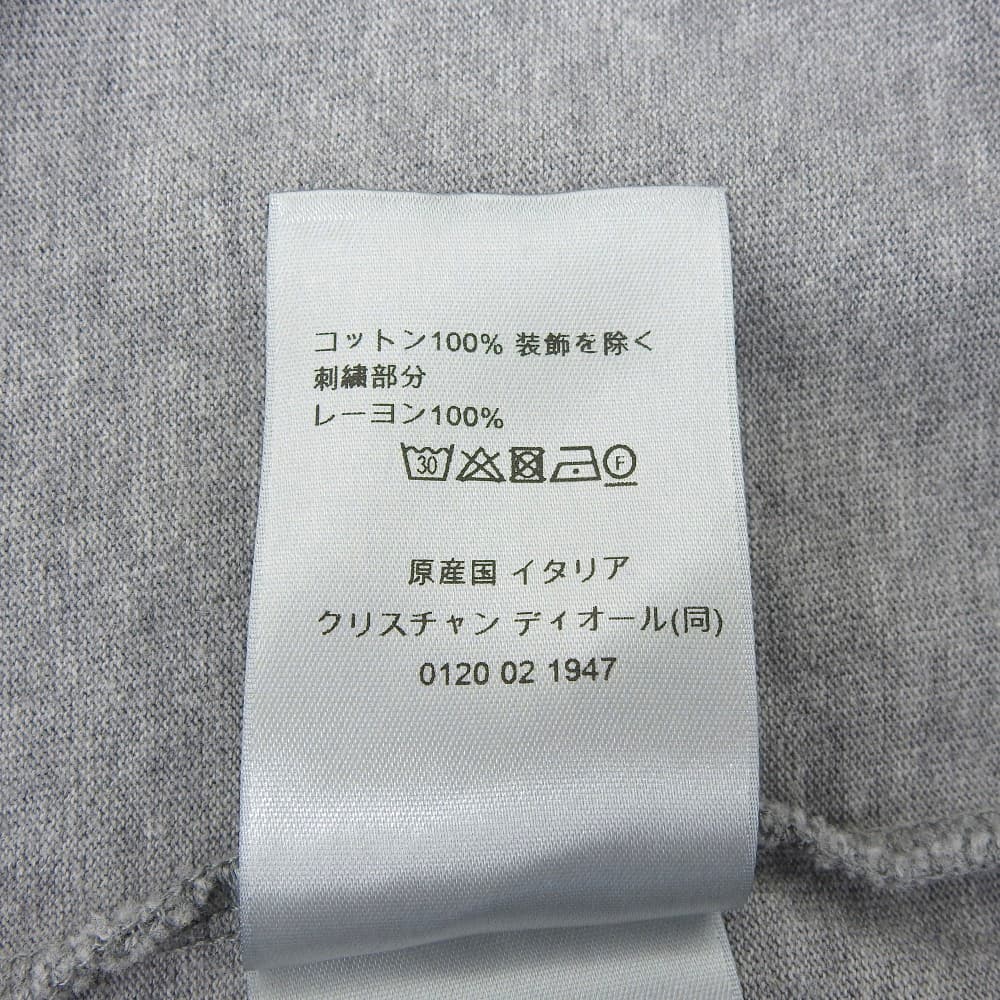 コットン100% 装飾を除く
刺繍部分
レーヨン100%
30 F
原産国 イタリア
クリスチャン ディオール(同)
0120 02 1947